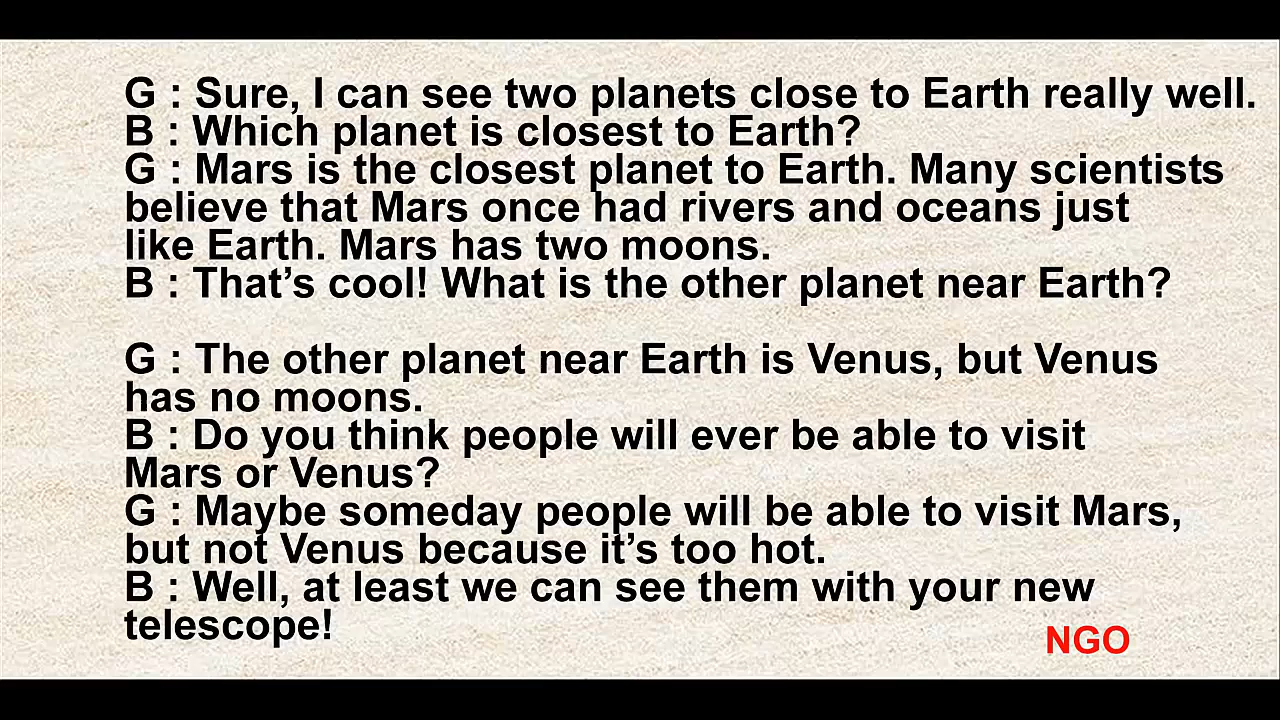 G : Sure, I can see two planets close to Earth really well.
B : Which planet is closest to Earth?
G : Mars is the closest planet to Earth. Many scientists
believe that Mars once had rivers and oceans just
like Earth. Mars has two moons.
B : That’s cool! What is the other planet near Earth?
G : The other planet near Earth is Venus, but Venus
has no moons.
B : Do you think people will ever be able to visit
Mars or Venus?
G : Maybe someday people will be able to visit Mars,
but not Venus because it’s too hot.
B : Well, at least we can see them with your new
telescope!
NGO